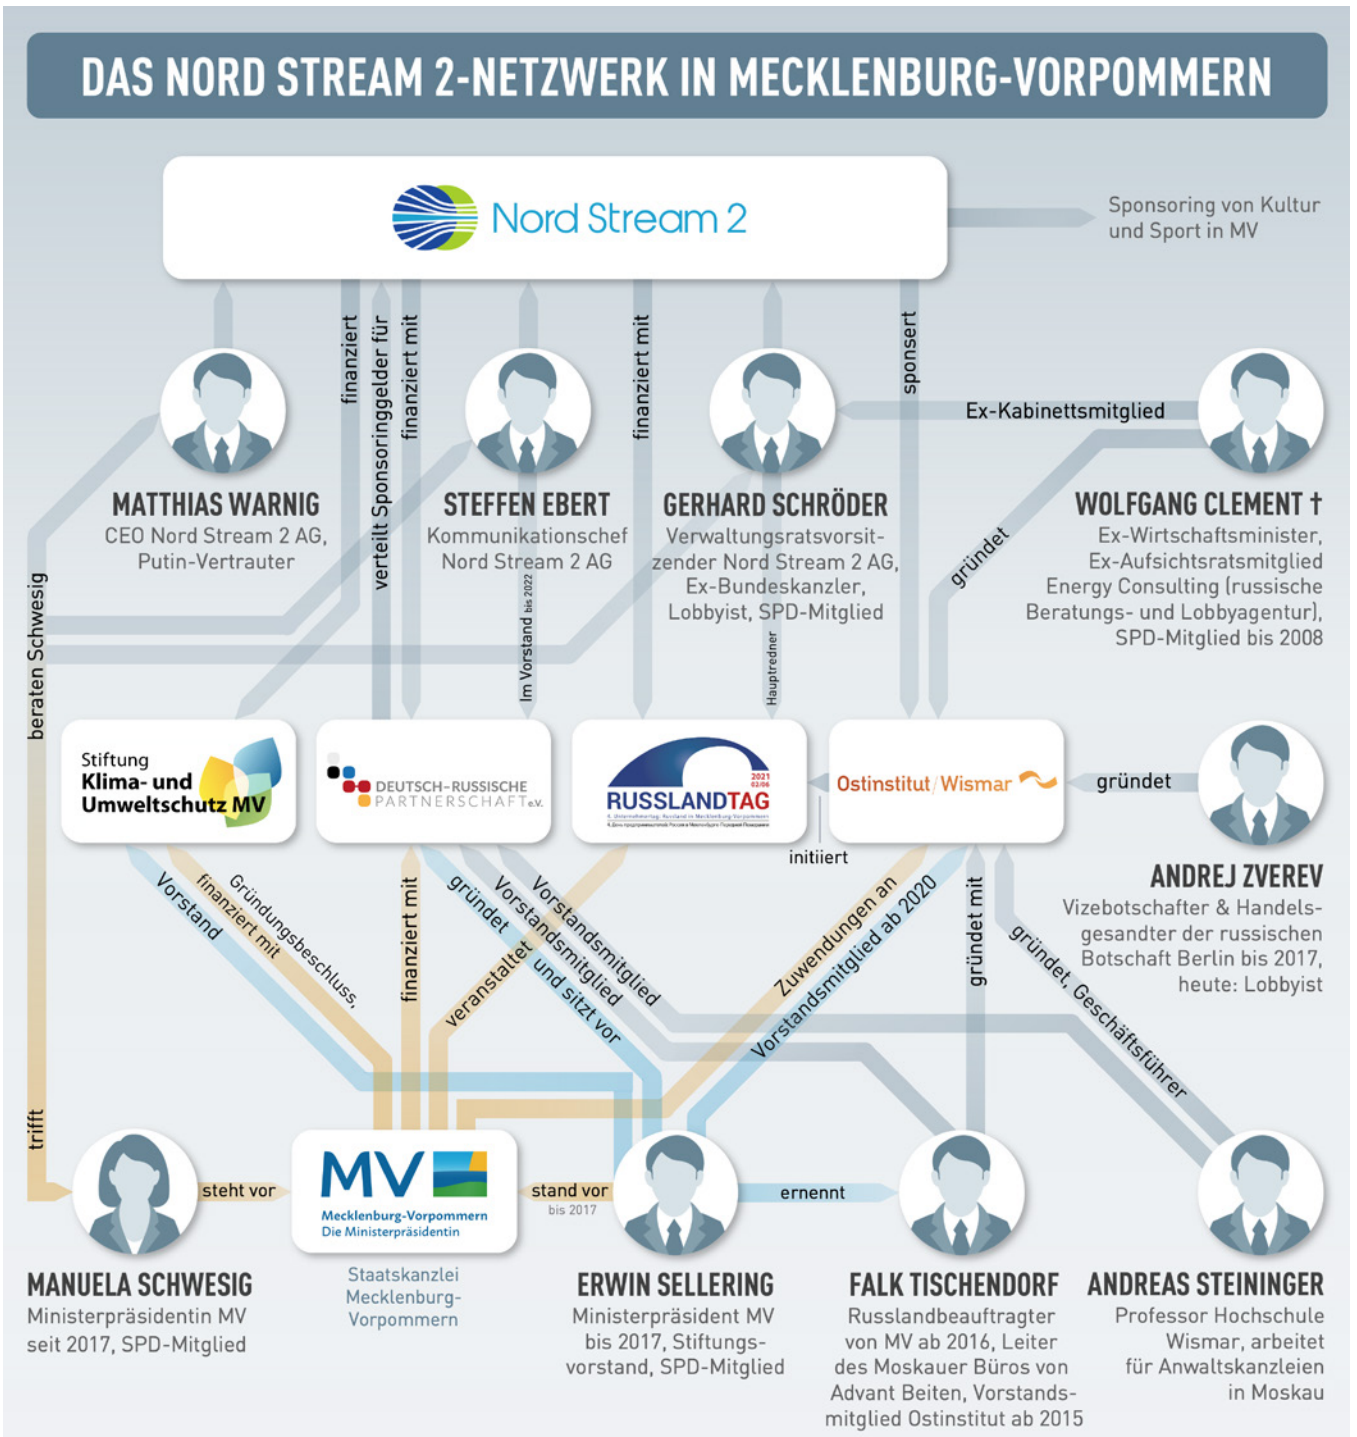 DAS NORD STREAM 2-NETZWERK IN MECKLENBURG-VORPOMMERN
Nord Stream 2
Sponsoring von Kultur
und Sport in MV
finanziert
verteilt Sponsoringgelder für
finanziert mit
finanziert mit
sponsert
Ex-Kabinettsmitglied
MATTHIAS WARNIG
CEO Nord Stream 2 AG,
Putin-Vertrauter
STEFFEN EBERT
Kommunikationschef
Nord Stream 2 AG
GERHARD SCHRÖDER
Verwaltungsratsvorsit-
zender Nord Stream 2 AG,
Ex-Bundeskanzler,
Lobbyist, SPD-Mitglied
WOLFGANG CLEMENT †
Ex-Wirtschaftsminister,
Ex-Aufsichtsratsmitglied
Energy Consulting (russische
Beratungs- und Lobbyagentur),
SPD-Mitglied bis 2008
gründet
beraten Schwesig
Im Vorstand bis 2022
Hauptredner
Stiftung
Klima- und
Umweltschutz MV
DEUTSCH-RUSSISCHE
PARTNERSCHAFT e.V.
2021
02/06
RUSSLANDTAG
4. Unternehmertag: Russland in Mecklenburg-Vorpommern
Ostinstitut/Wismar
gründet
initiiert
ANDREJ ZVEREV
Vizebotschafter & Handels-
gesandter der russischen
Botschaft Berlin bis 2017,
heute: Lobbyist
Vorstand
finanziert mit
Gründungsbeschluss,
finanziert mit
gründet und sitzt vor
Vorstandsmitglied
Vorstandsmitglied
veranstaltet
Zuwendungen an
Vorstandsmitglied ab 2020
gründet mit
gründet, Geschäftsführer
trifft
steht vor
MV
Mecklenburg-Vorpommern
Die Ministerpräsidentin
stand vor
bis 2017
ernennt
Staatskanzlei
Mecklenburg-
Vorpommern
MANUELA SCHWESIG
Ministerpräsidentin MV
seit 2017, SPD-Mitglied
ERWIN SELLERING
Ministerpräsident MV
bis 2017, Stiftungs-
vorstand, SPD-Mitglied
FALK TISCHENDORF
Russlandbeauftragter
von MV ab 2016, Leiter
des Moskauer Büros von
Advant Beiten, Vorstands-
mitglied Ostinstitut ab 2015
ANDREAS STEININGER
Professor Hochschule
Wismar, arbeitet
für Anwaltskanzleien
in Moskau